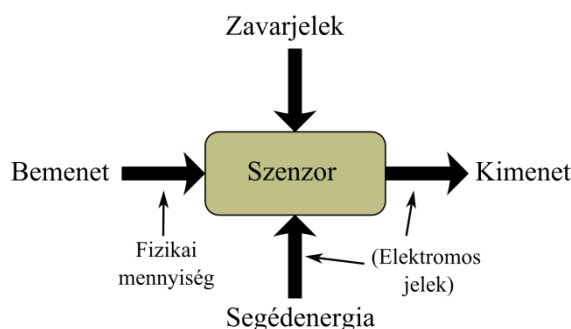 Zavarjelek
Bemenet
Szenzor
Kimenet
Fizikai
mennyiség
(Elektromos
jelek)
Segédenergia